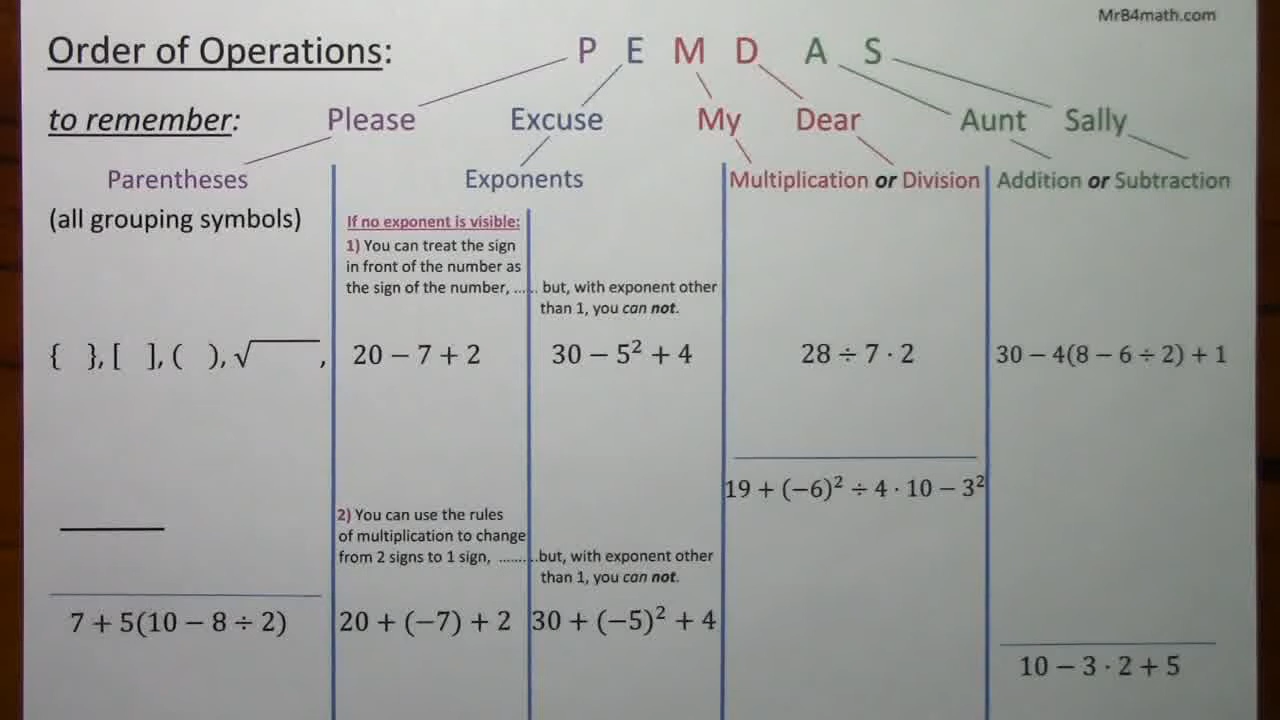 MrB4math.com
Order of Operations: P E M D A S
to remember: Please Excuse My Dear Aunt Sally
Parentheses Exponents Multiplication or Division Addition or Subtraction
(all grouping symbols)
If no exponent is visible:
1) You can treat the sign
in front of the number as
the sign of the number, ...... but, with exponent other
than 1, you can not.
{ }, [ ], ( ), √ , 20 − 7 + 2 30 − 5² + 4 28 ÷ 7 · 2 30 − 4(8 − 6 ÷ 2) + 1
19 + (−6)² ÷ 4 · 10 − 3²
2) You can use the rules
of multiplication to change
from 2 signs to 1 sign, .........but, with exponent other
than 1, you can not.
7 + 5(10 − 8 ÷ 2) 20 + (−7) + 2 30 + (−5)² + 4
10 − 3 · 2 + 5